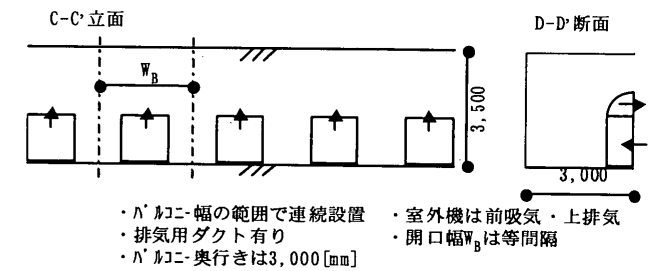 C-C'立面
D-D'断面
W_B
3,500
3,000
・バルコニー幅の範囲で連続設置
・排気用ダクト有り
・バルコニー奥行きは3,000[mm]
・室外機は前吸気・上排気
・開口幅W_Bは等間隔